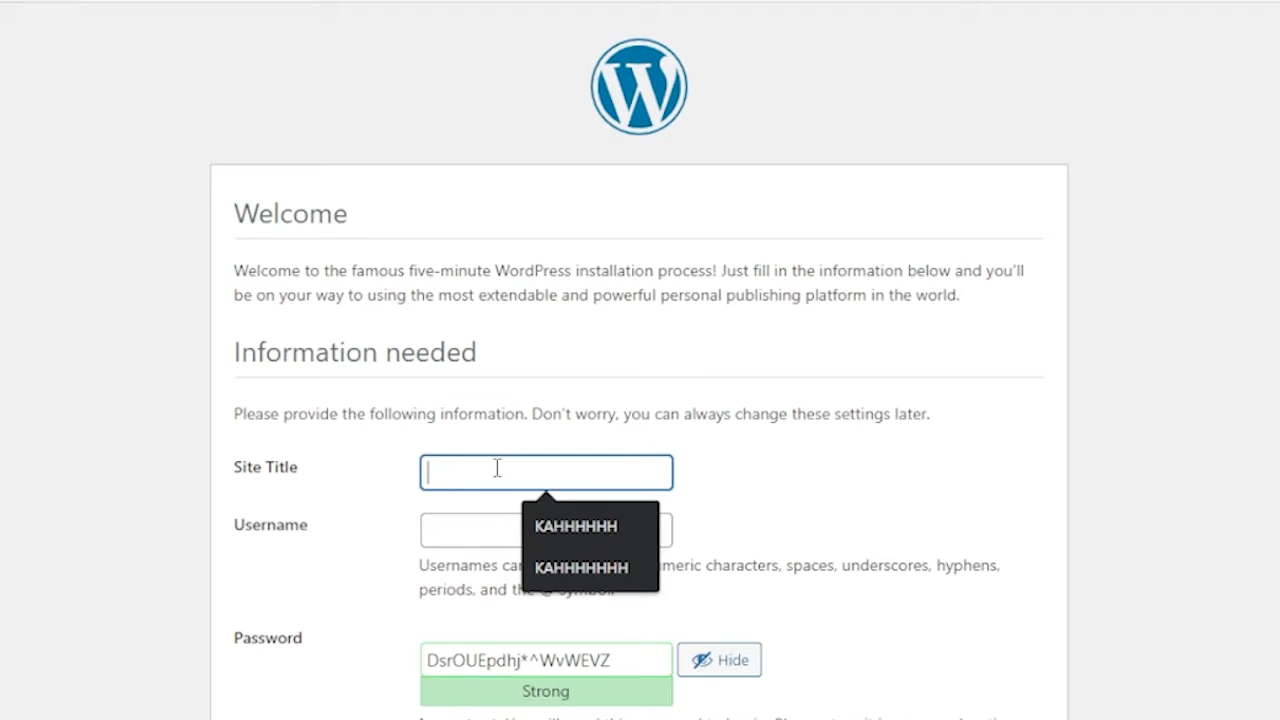 Welcome
Welcome to the famous five-minute WordPress installation process! Just fill in the information below and you'll
be on your way to using the most extendable and powerful personal publishing platform in the world.
Information needed
Please provide the following information. Don't worry, you can always change these settings later.
Site Title
KAHHHHHH
KAHHHHHHH
Username
Usernames can
characters, spaces, underscores, hyphens,
periods, and the @ symbol.
Password
DsrOUEpdhj*^WvWEVZ
Hide
Strong